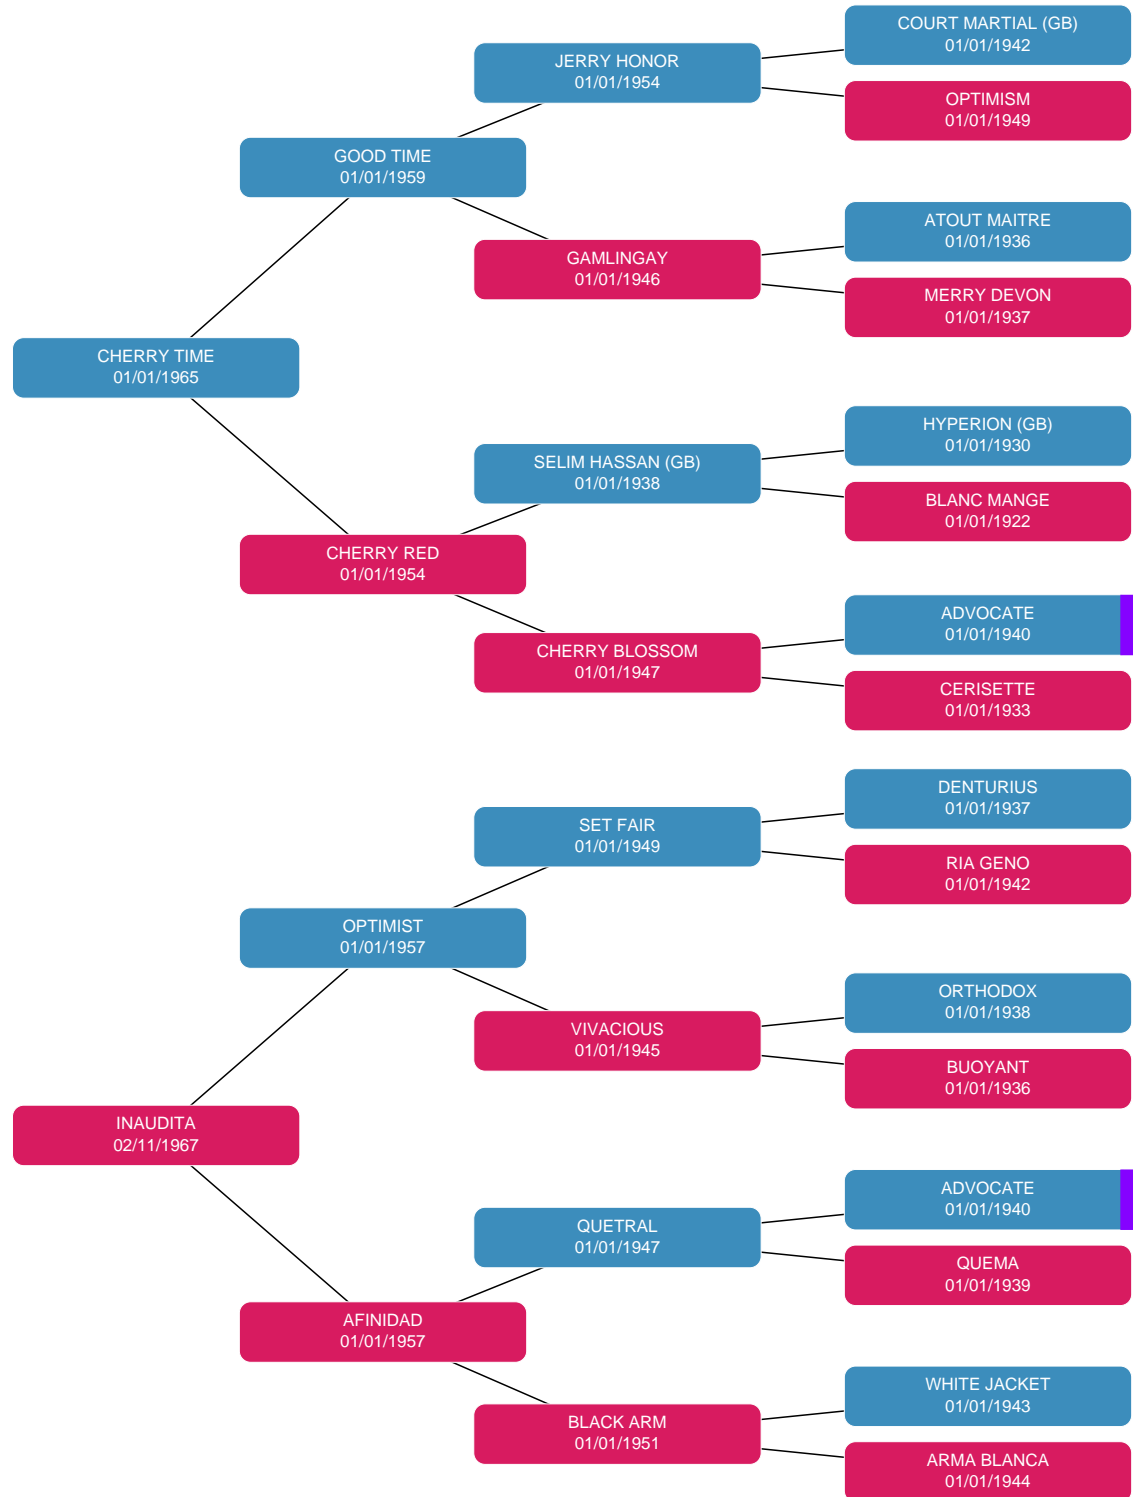 COURT MARTIAL (GB)
01/01/1942
JERRY HONOR
01/01/1954
OPTIMISM
01/01/1949
GOOD TIME
01/01/1959
ATOUT MAITRE
01/01/1936
GAMLINGAY
01/01/1946
MERRY DEVON
01/01/1937
CHERRY TIME
01/01/1965
HYPERION (GB)
01/01/1930
SELIM HASSAN (GB)
01/01/1938
BLANC MANGE
01/01/1922
CHERRY RED
01/01/1954
ADVOCATE
01/01/1940
CHERRY BLOSSOM
01/01/1947
CERISETTE
01/01/1933
DENTURIUS
01/01/1937
SET FAIR
01/01/1949
RIA GENO
01/01/1942
OPTIMIST
01/01/1957
ORTHODOX
01/01/1938
VIVACIOUS
01/01/1945
BUOYANT
01/01/1936
INAUDITA
02/11/1967
ADVOCATE
01/01/1940
QUETRAL
01/01/1947
QUEMA
01/01/1939
AFINIDAD
01/01/1957
WHITE JACKET
01/01/1943
BLACK ARM
01/01/1951
ARMA BLANCA
01/01/1944